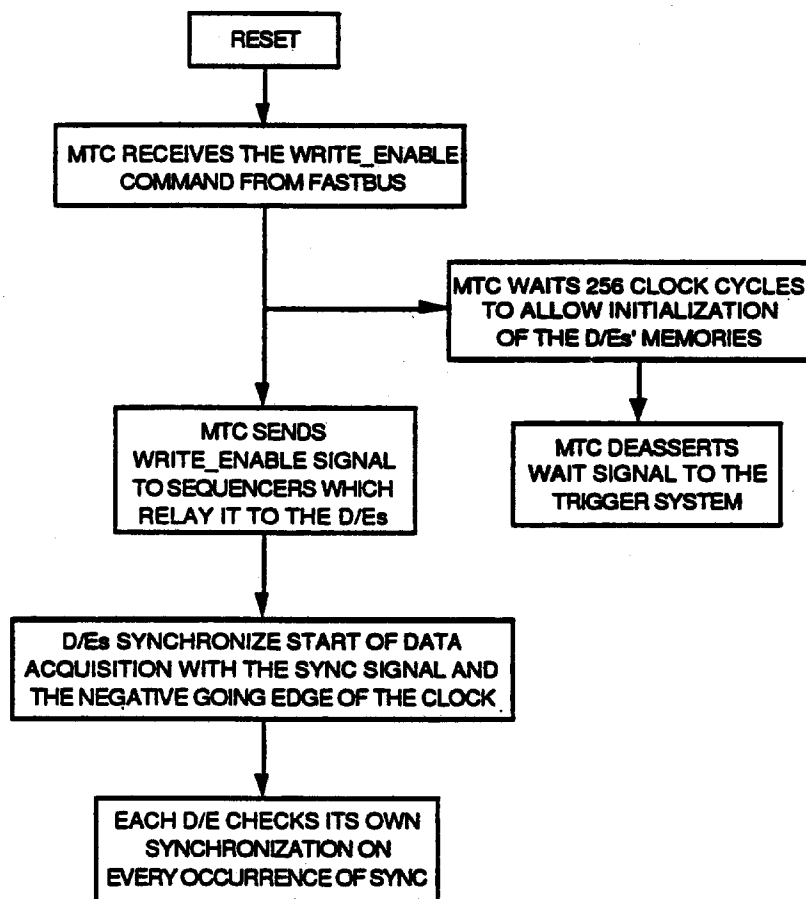 RESET
MTC RECEIVES THE WRITE_ENABLE
COMMAND FROM FASTBUS
MTC WAITS 256 CLOCK CYCLES
TO ALLOW INITIALIZATION
OF THE D/Es' MEMORIES
MTC SENDS
WRITE_ENABLE SIGNAL
TO SEQUENCERS WHICH
RELAY IT TO THE D/Es
MTC DEASSERTS
WAIT SIGNAL TO THE
TRIGGER SYSTEM
D/Es SYNCHRONIZE START OF DATA
ACQUISITION WITH THE SYNC SIGNAL AND
THE NEGATIVE GOING EDGE OF THE CLOCK
EACH D/E CHECKS ITS OWN
SYNCHRONIZATION ON
EVERY OCCURRENCE OF SYNC